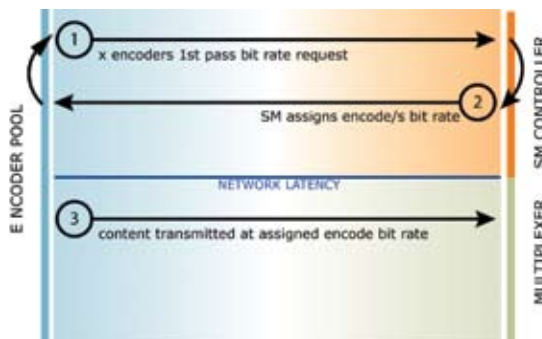 1
x encoders 1st pass bit rate request
2
SM assigns encode/s bit rate
NETWORK LATENCY
3
content transmitted at assigned encode bit rate
E NCODER POOL
SM CONTROLLER
MULTIPLEXER